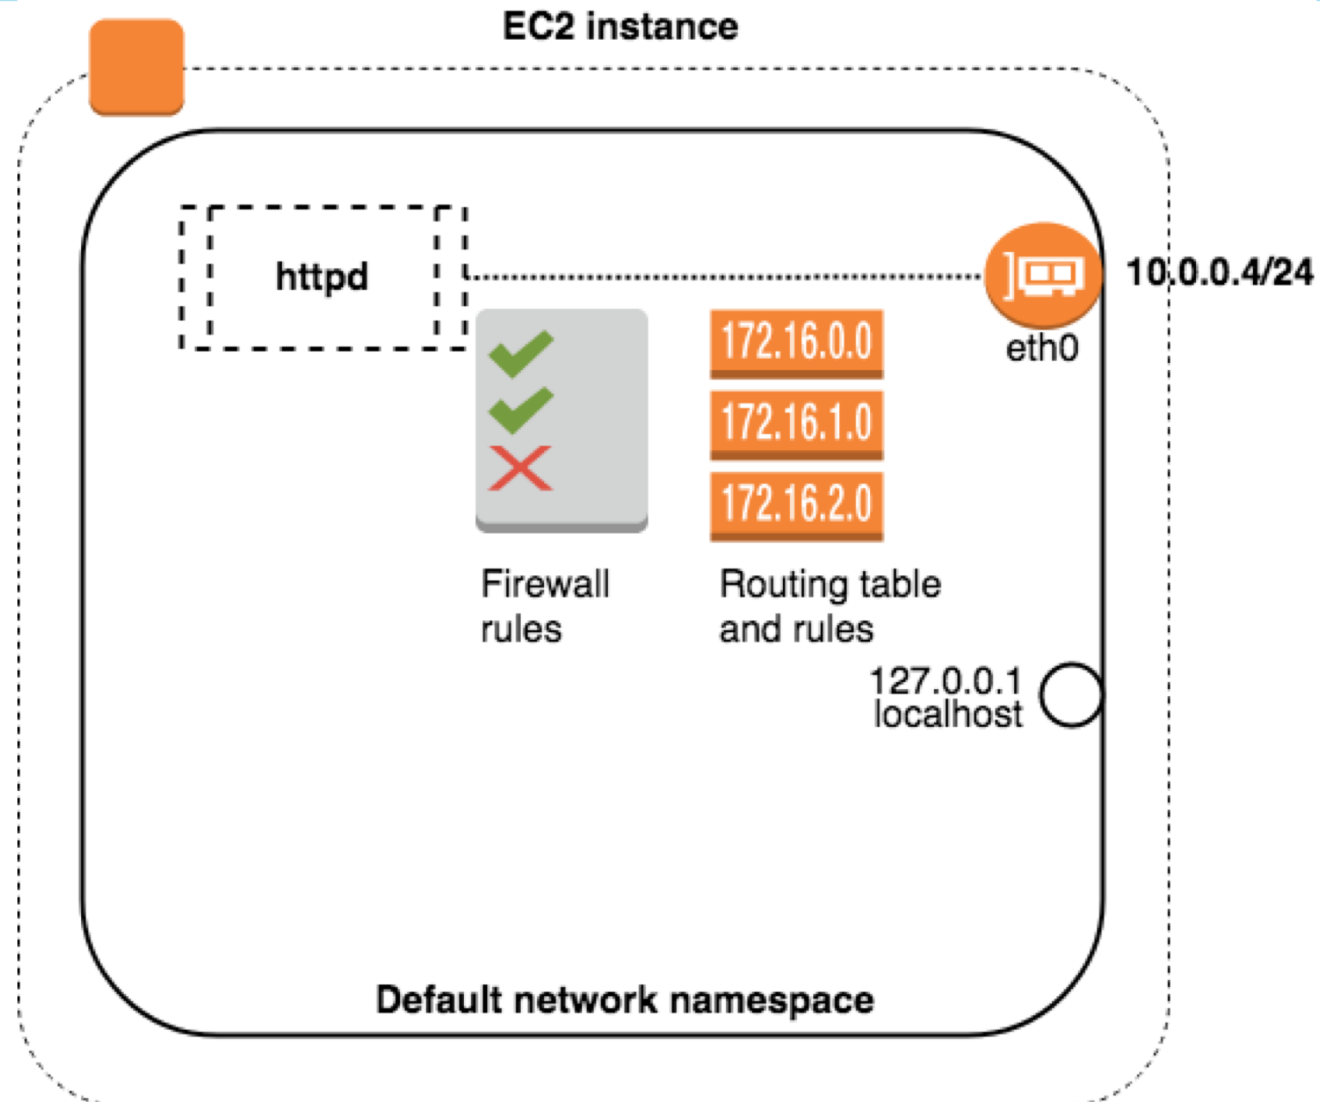 EC2 instance
httpd
10.0.0.4/24
eth0
172.16.0.0
172.16.1.0
172.16.2.0
Firewall
rules
Routing table
and rules
127.0.0.1
localhost
Default network namespace